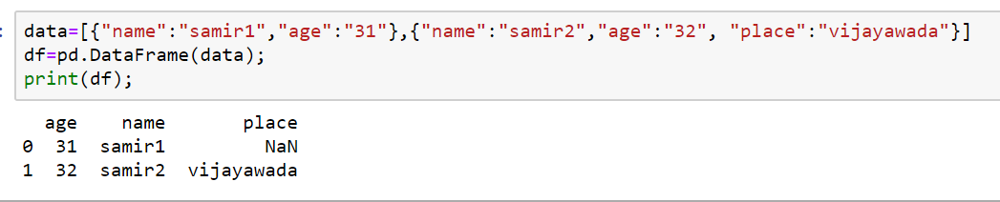 data=[{"name":"samir1","age":"31"},{"name":"samir2","age":"32", "place":"vijayawada"}]
df=pd.DataFrame(data);
print(df);
age name place
0 31 samir1 NaN
1 32 samir2 vijayawada